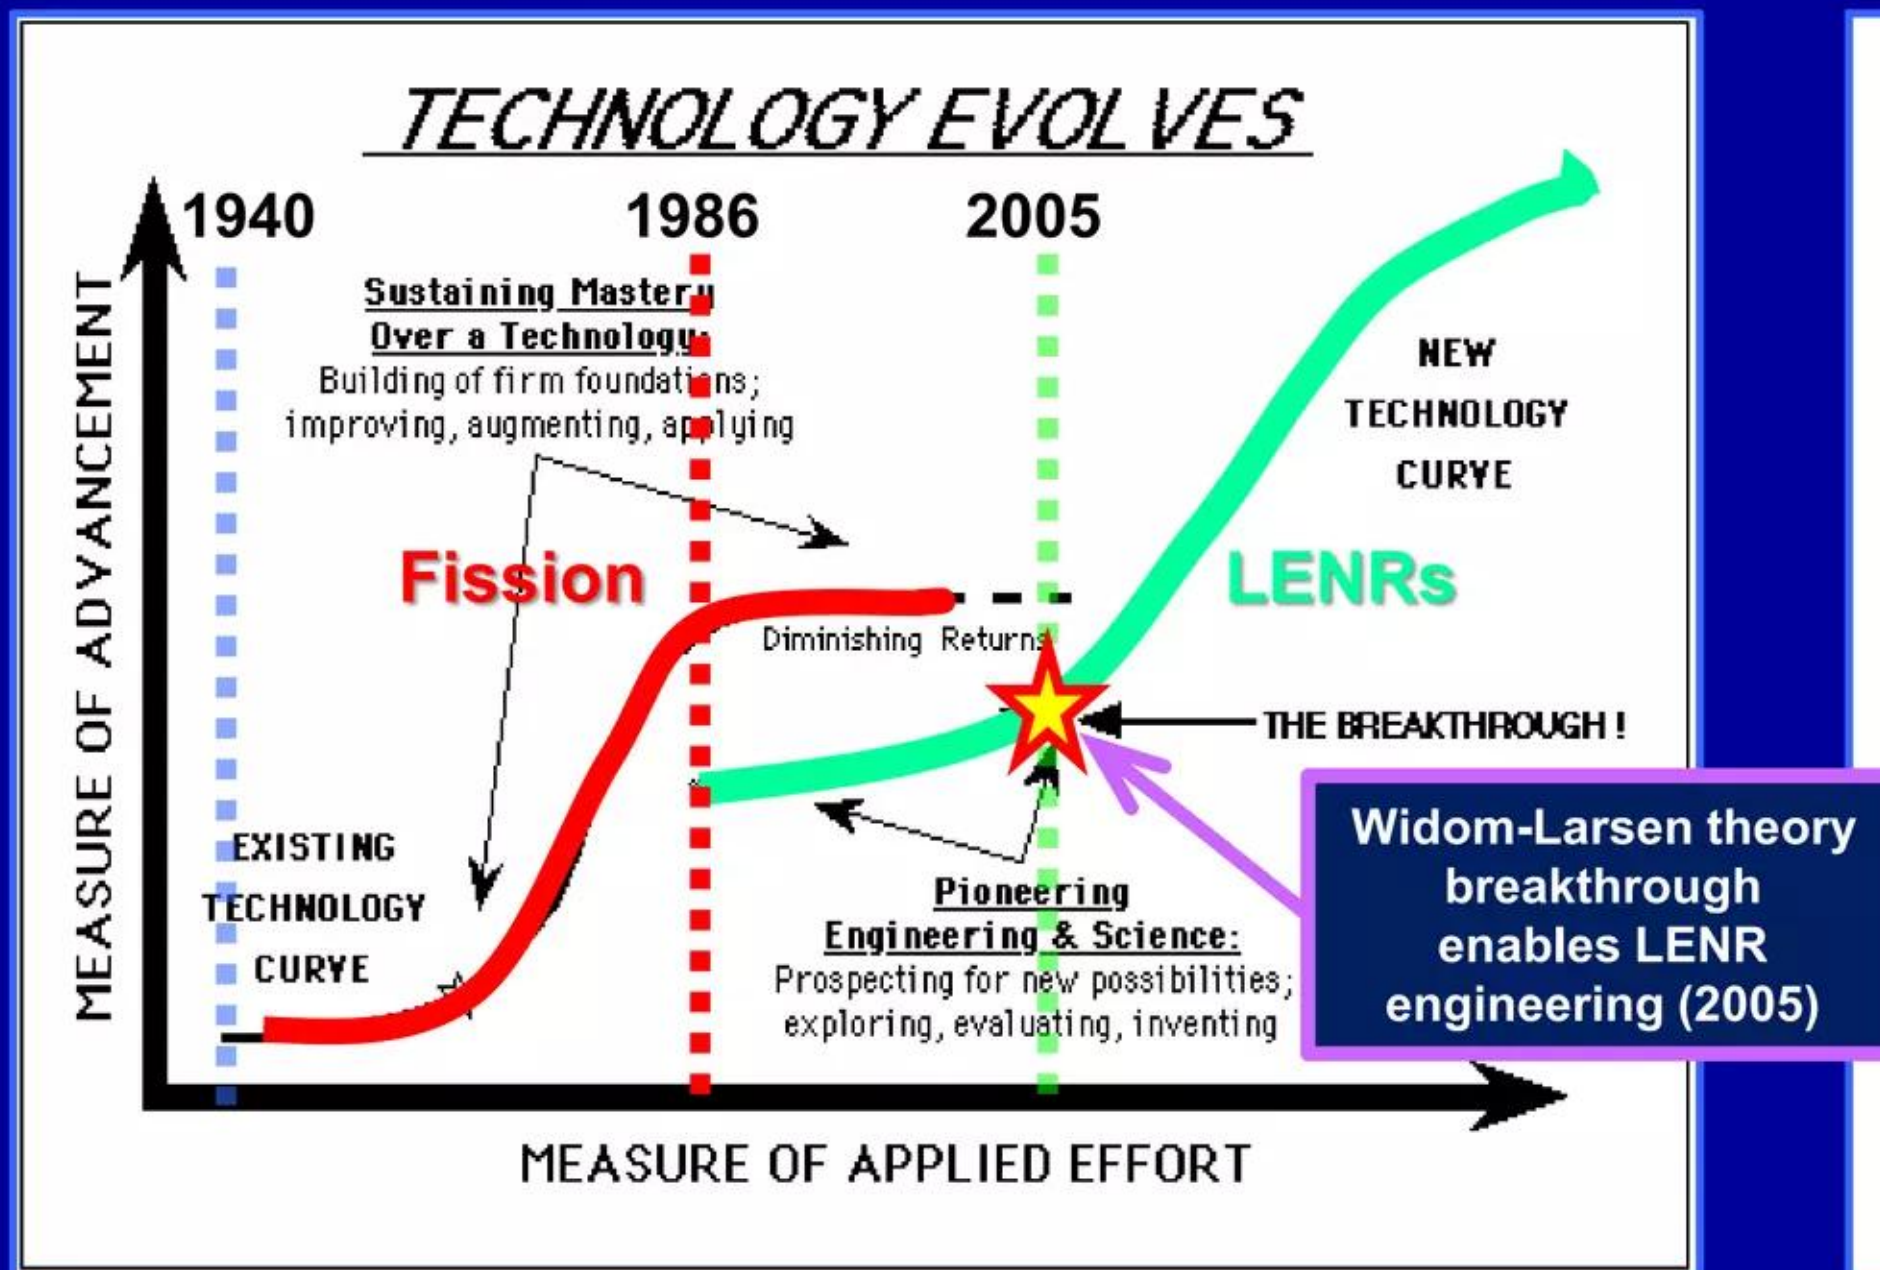 TECHNOLOGY EVOLVES
1940
1986
2005
Sustaining Mastery
Over a Technology:
Building of firm foundations;
improving, augmenting, applying
NEW
TECHNOLOGY
CURVE
Fission
LENRs
Diminishing Returns
THE BREAKTHROUGH!
EXISTING
TECHNOLOGY
CURVE
Widom-Larsen theory
breakthrough
enables LENR
engineering (2005)
Pioneering
Engineering & Science:
Prospecting for new possibilities;
exploring, evaluating, inventing
MEASURE OF ADVANCEMENT
MEASURE OF APPLIED EFFORT